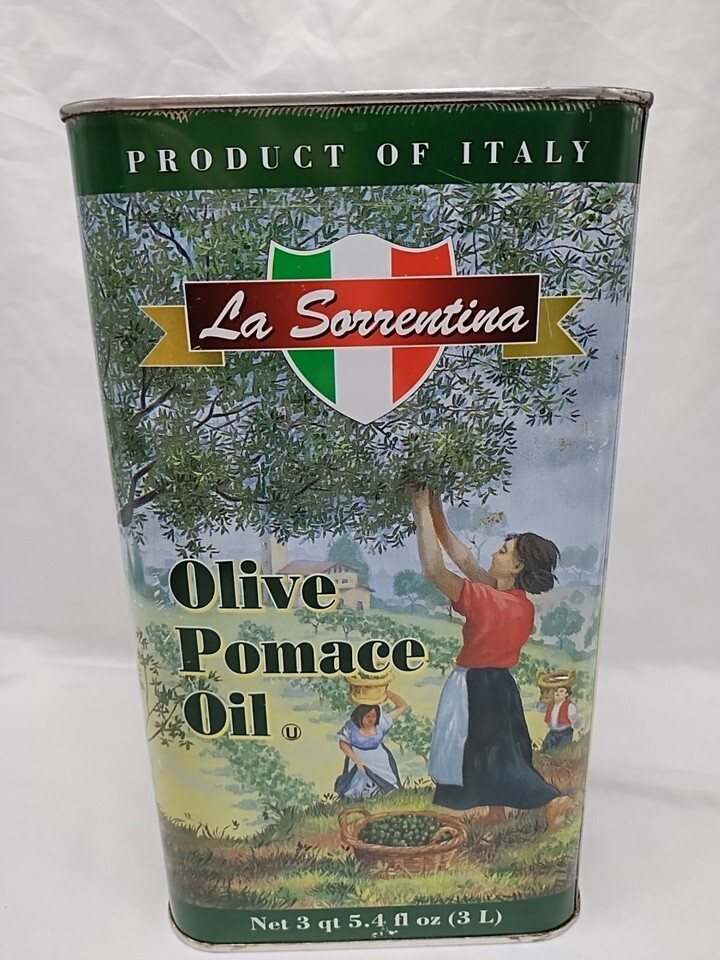 PRODUCT OF ITALY
La Sorrentina
Olive
Pomace
Oil Ⓤ
Net 3 qt 5.4 fl oz (3 L)